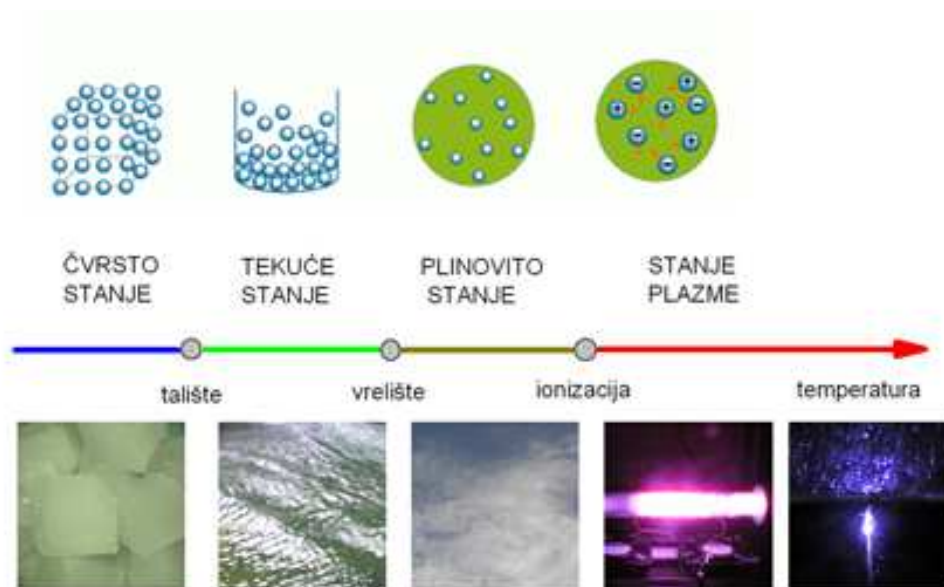 ČVRSTO
STANJE
TEKUĆE
STANJE
PLINOVITO
STANJE
STANJE
PLAZME
talište
vrelište
ionizacija
temperatura